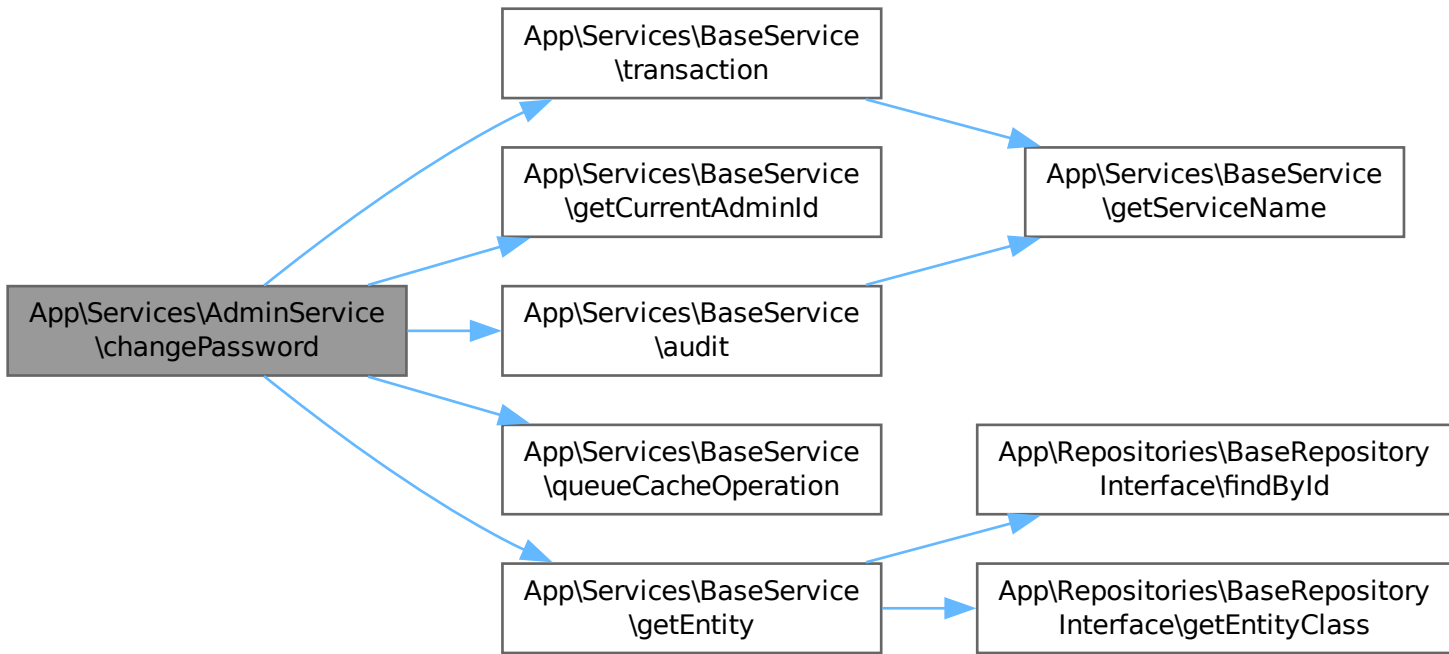 App\Services\BaseService
\transaction
App\Services\BaseService
\getCurrentAdminId
App\Services\BaseService
\getServiceName
App\Services\AdminService
\changePassword
App\Services\BaseService
\audit
App\Services\BaseService
\queueCacheOperation
App\Repositories\BaseRepository
Interface\findById
App\Services\BaseService
\getEntity
App\Repositories\BaseRepository
Interface\getEntityClass